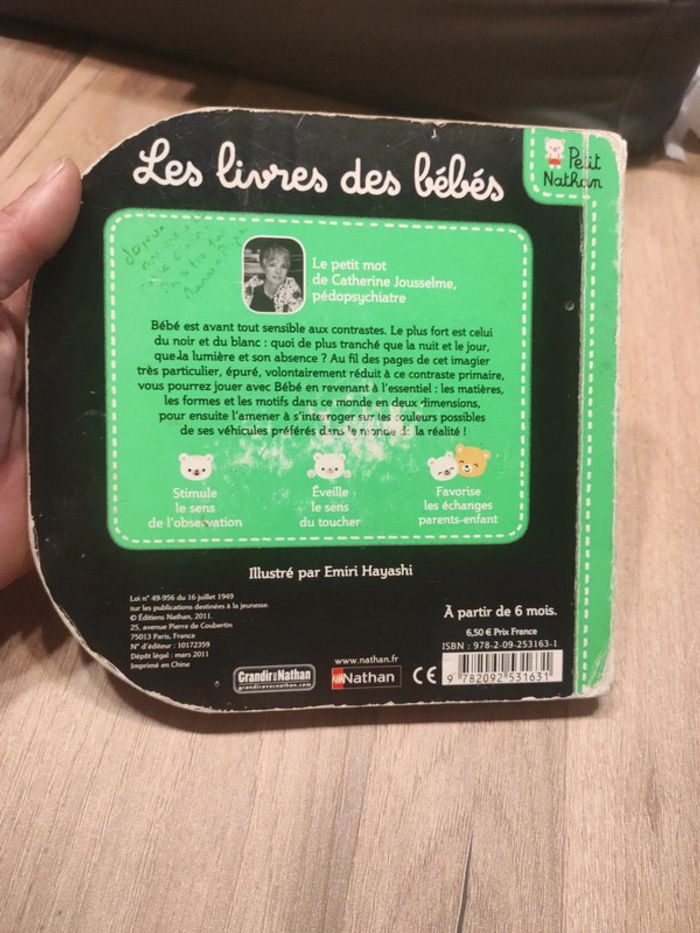 Les livres des bébés
Petit
Nathan
Joyeux
Le petit mot
de Catherine Jousselme,
pédopsychiatre
Bébé est avant tout sensible aux contrastes. Le plus fort est celui
du noir et du blanc : quoi de plus tranché que la nuit et le jour,
que la lumière et son absence ? Au fil des pages de cet imagier
très particulier, épuré, volontairement réduit à ce contraste primaire,
vous pourrez jouer avec Bébé en revenant à l'essentiel : les matières,
les formes et les motifs dans ce monde en deux dimensions,
pour ensuite l'amener à s'interroger sur les couleurs possibles
de ses véhicules préférés dans le monde de la réalité !
Stimule
le sens
de l'observation
Éveille
le sens
du toucher
Favorise
les échanges
parents-enfant
Illustré par Emiri Hayashi
Loi n° 49-956 du 16 juillet 1949
sur les publications destinées à la jeunesse.
© Éditions Nathan, 2011.
25, avenue Pierre de Coubertin
75013 Paris, France
N° d'éditeur : 10172359
Dépôt légal : mars 2011
Imprimé en Chine
Grandir Nathan
grandiravecnathan.com
www.nathan.fr
Nathan
CE
À partir de 6 mois.
6,50 € Prix France
ISBN : 978-2-09-253163-1
9 782092 531631